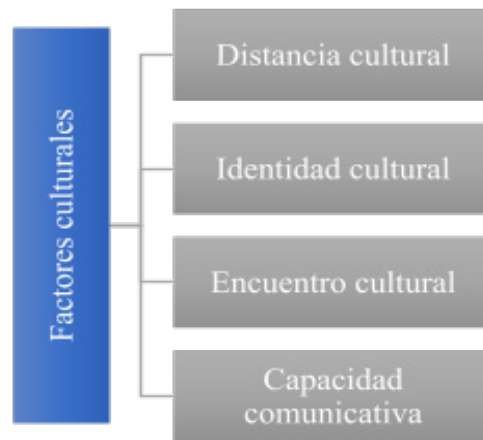 Factores culturales
Distancia cultural
Identidad cultural
Encuentro cultural
Capacidad
comunicativa